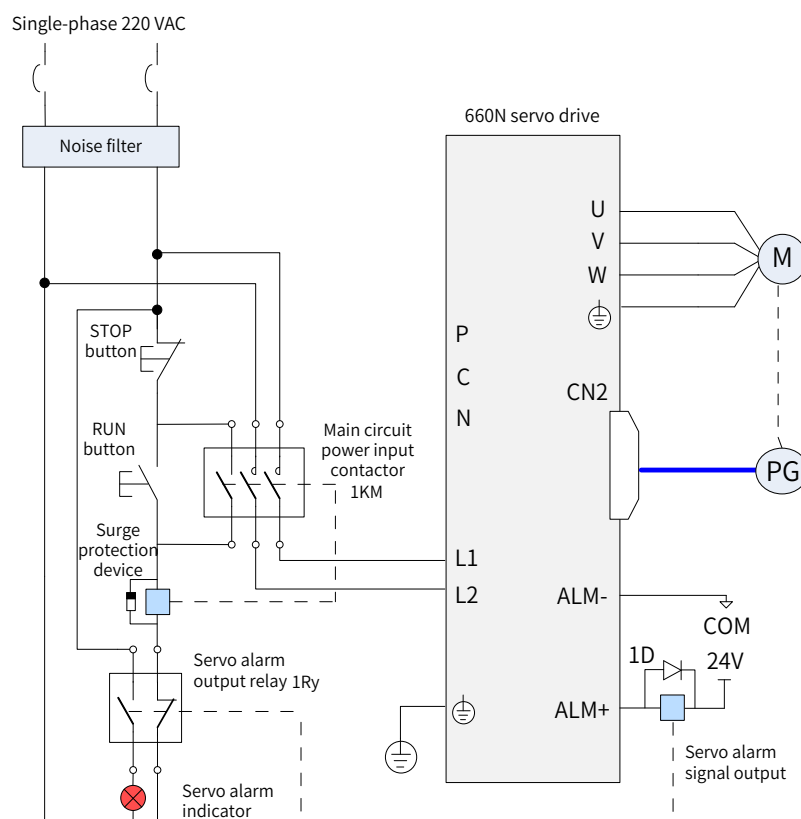 Single-phase 220 VAC
Noise filter
660N servo drive
U
V
W
M
STOP
button
P
C
N
CN2
RUN
button
Main circuit
power input
contactor
1KM
PG
Surge
protection
device
L1
L2
ALM-
COM
24V
1D
ALM+
Servo alarm
output relay 1Ry
Servo alarm
signal output
Servo alarm
indicator